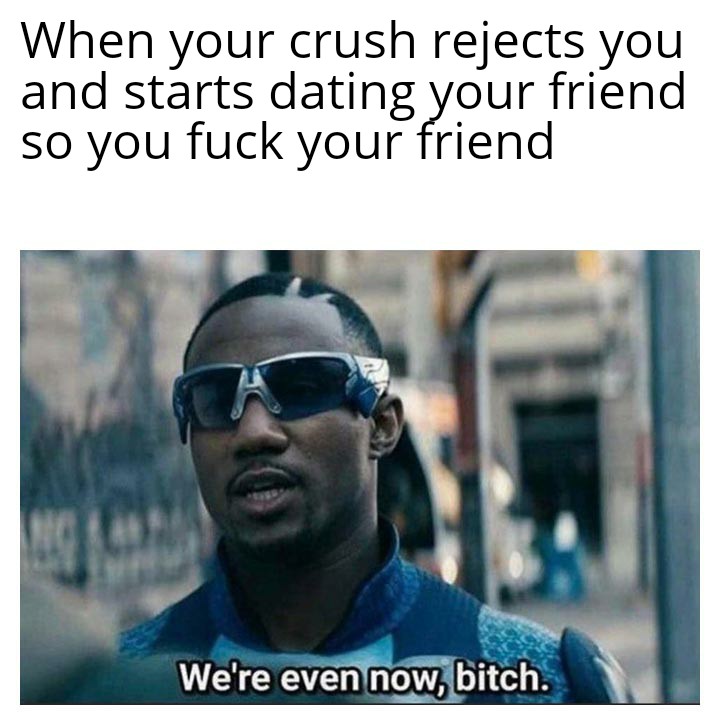 When your crush rejects you
and starts dating your friend
so you fuck your friend
We're even now, bitch.